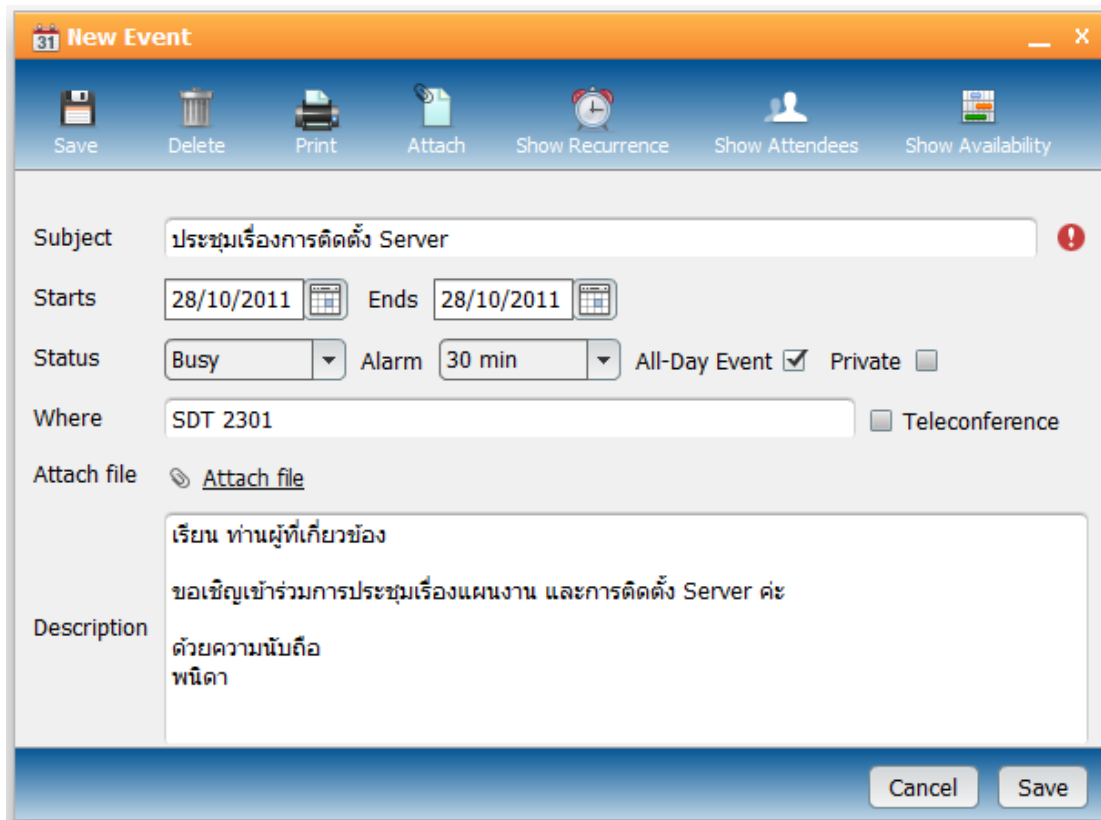 31 New Event
Save Delete Print Attach Show Recurrence Show Attendees Show Availability
Subject ประชุมเรื่องการติดตั้ง Server
Starts 28/10/2011 Ends 28/10/2011
Status Busy Alarm 30 min All-Day Event Private
Where SDT 2301 Teleconference
Attach file Attach file
เรียน ท่านผู้ที่เกี่ยวข้อง
ขอเชิญเข้าร่วมการประชุมเรื่องแผนงาน และการติดตั้ง Server ค่ะ
Description
ด้วยความนับถือ
พนิดา
Cancel Save